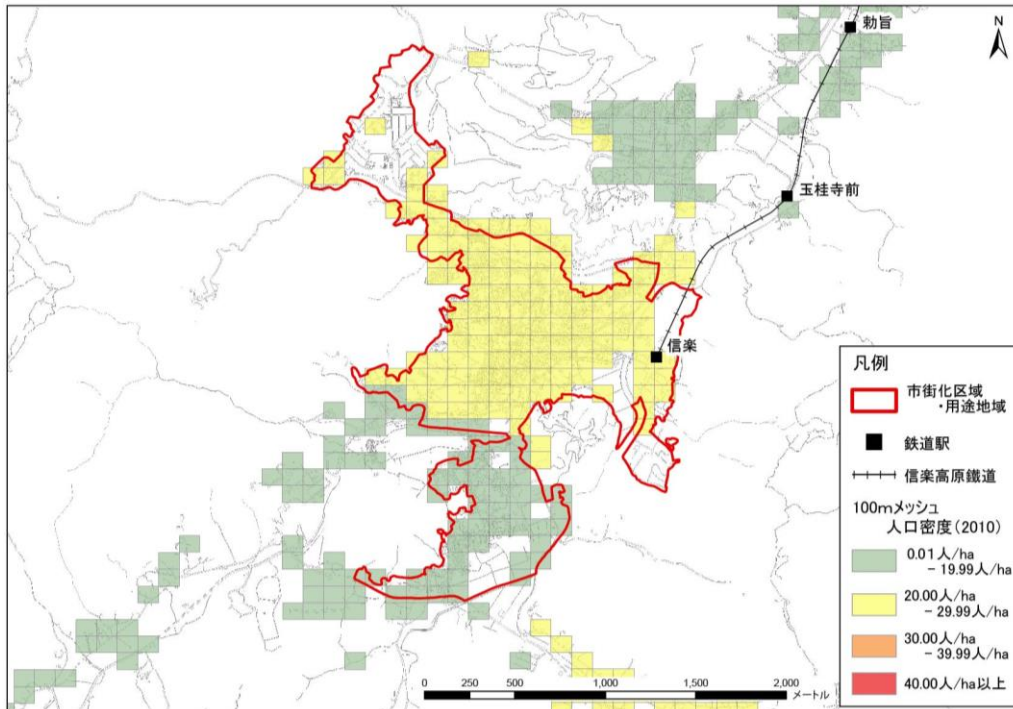 勅旨
N
玉桂寺前
信楽
凡例
市街化区域
・用途地域
鉄道駅
信楽高原鐵道
100mメッシュ
人口密度(2010)
0.01人/ha
- 19.99人/ha
20.00人/ha
- 29.99人/ha
30.00人/ha
- 39.99人/ha
40.00人/ha以上
0 250 500 1,000 1,500 2,000 メートル